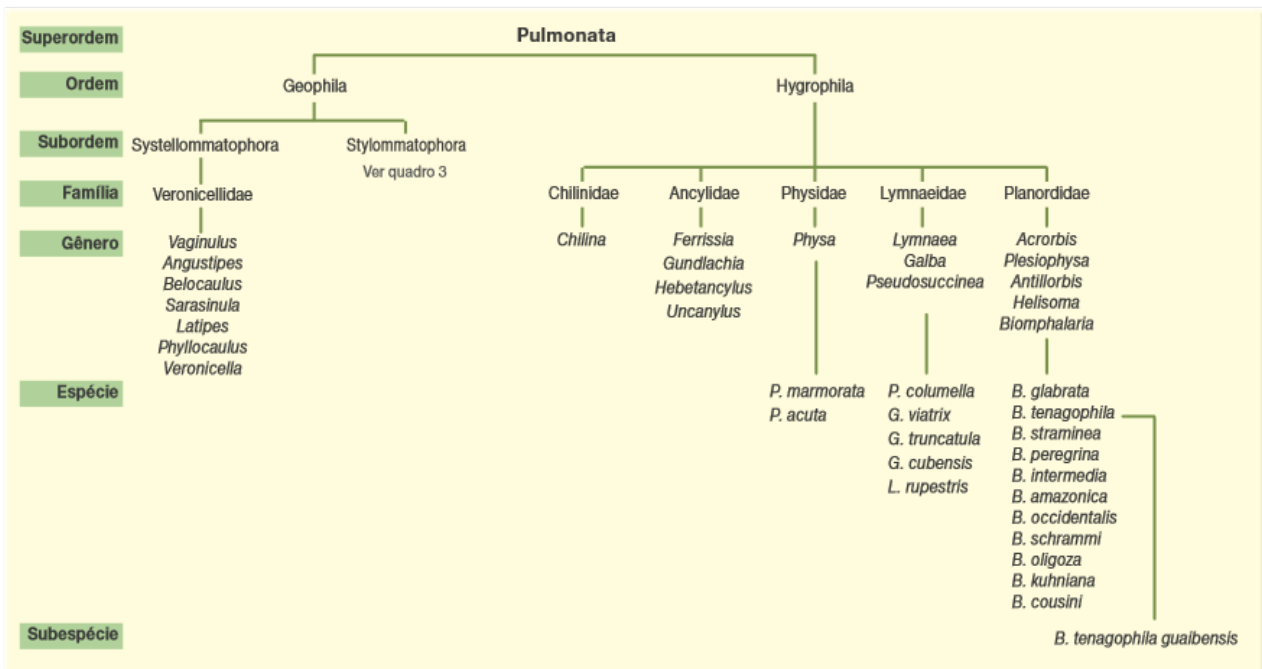 Superordem Pulmonata
Ordem Geophila Hygrophila
Subordem Systellommatophora Stylommatophora
Ver quadro 3
Família Veronicellidae Chilinidae Ancylidae Physidae Lymnaeidae Planordidae
Gênero Vaginulus Chilina Ferrissia Physa Lymnaea Acrorbis
Angustipes Gundlachia Galba Plesiophysa
Belocaulus Hebetancylus Pseudosuccinea Antillorbis
Sarasinula Uncanylus Helisoma
Latipes Biomphalaria
Phyllocaulus
Veronicella
Espécie P. marmorata P. columella B. glabrata
P. acuta G. viatrix B. tenagophila
G. truncatula B. straminea
G. cubensis B. peregrina
L. rupestris B. intermedia
B. amazonica
B. occidentalis
B. schrammi
B. oligoza
B. kuhniana
B. cousini
Subespécie B. tenagophila guaibensis